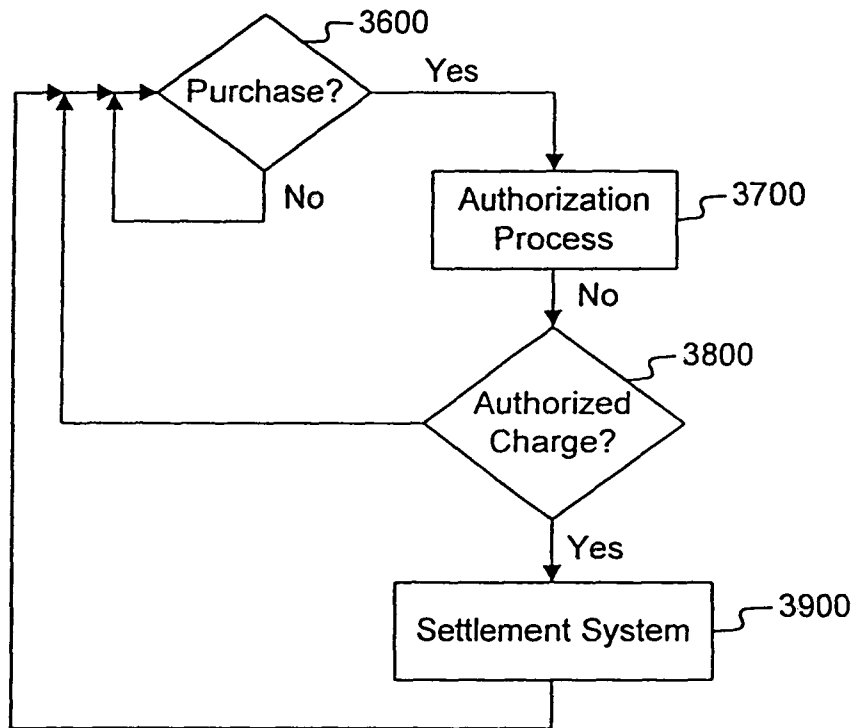 3600
Purchase?
Yes
No
Authorization
Process
3700
No
3800
Authorized
Charge?
Yes
Settlement System
3900